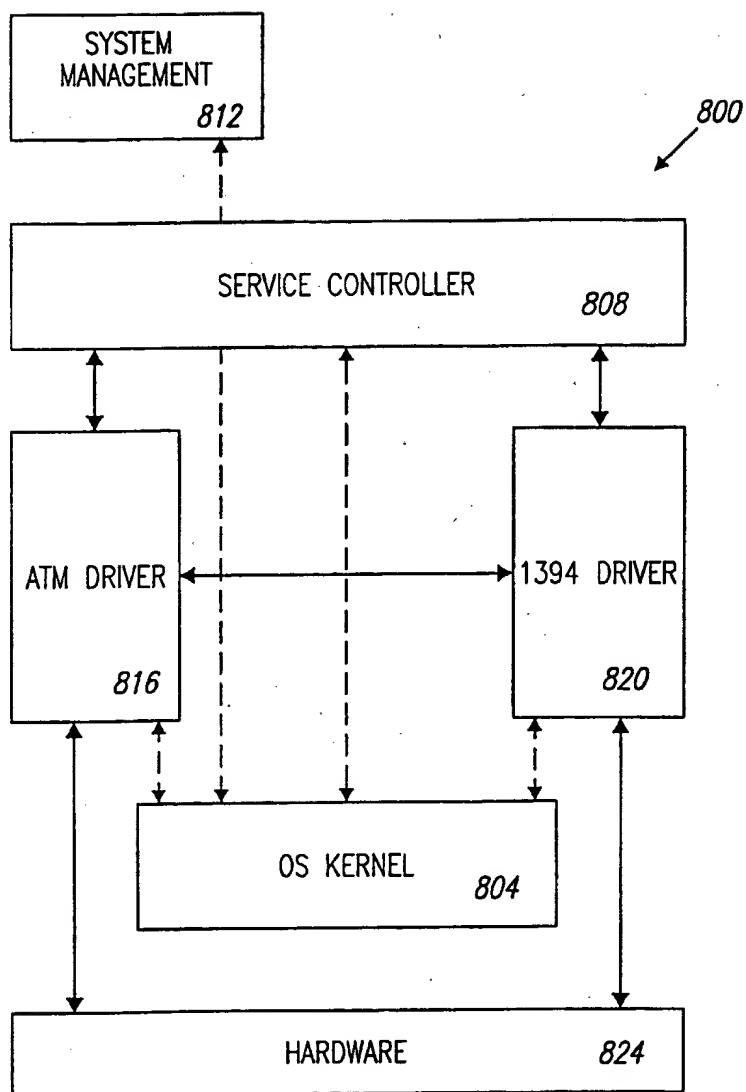 SYSTEM
MANAGEMENT
812
800
SERVICE CONTROLLER
808
ATM DRIVER
816
1394 DRIVER
820
OS KERNEL
804
HARDWARE
824